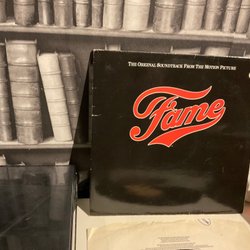 THE ORIGINAL SOUNDTRACK FROM THE MOTION PICTURE
Fame